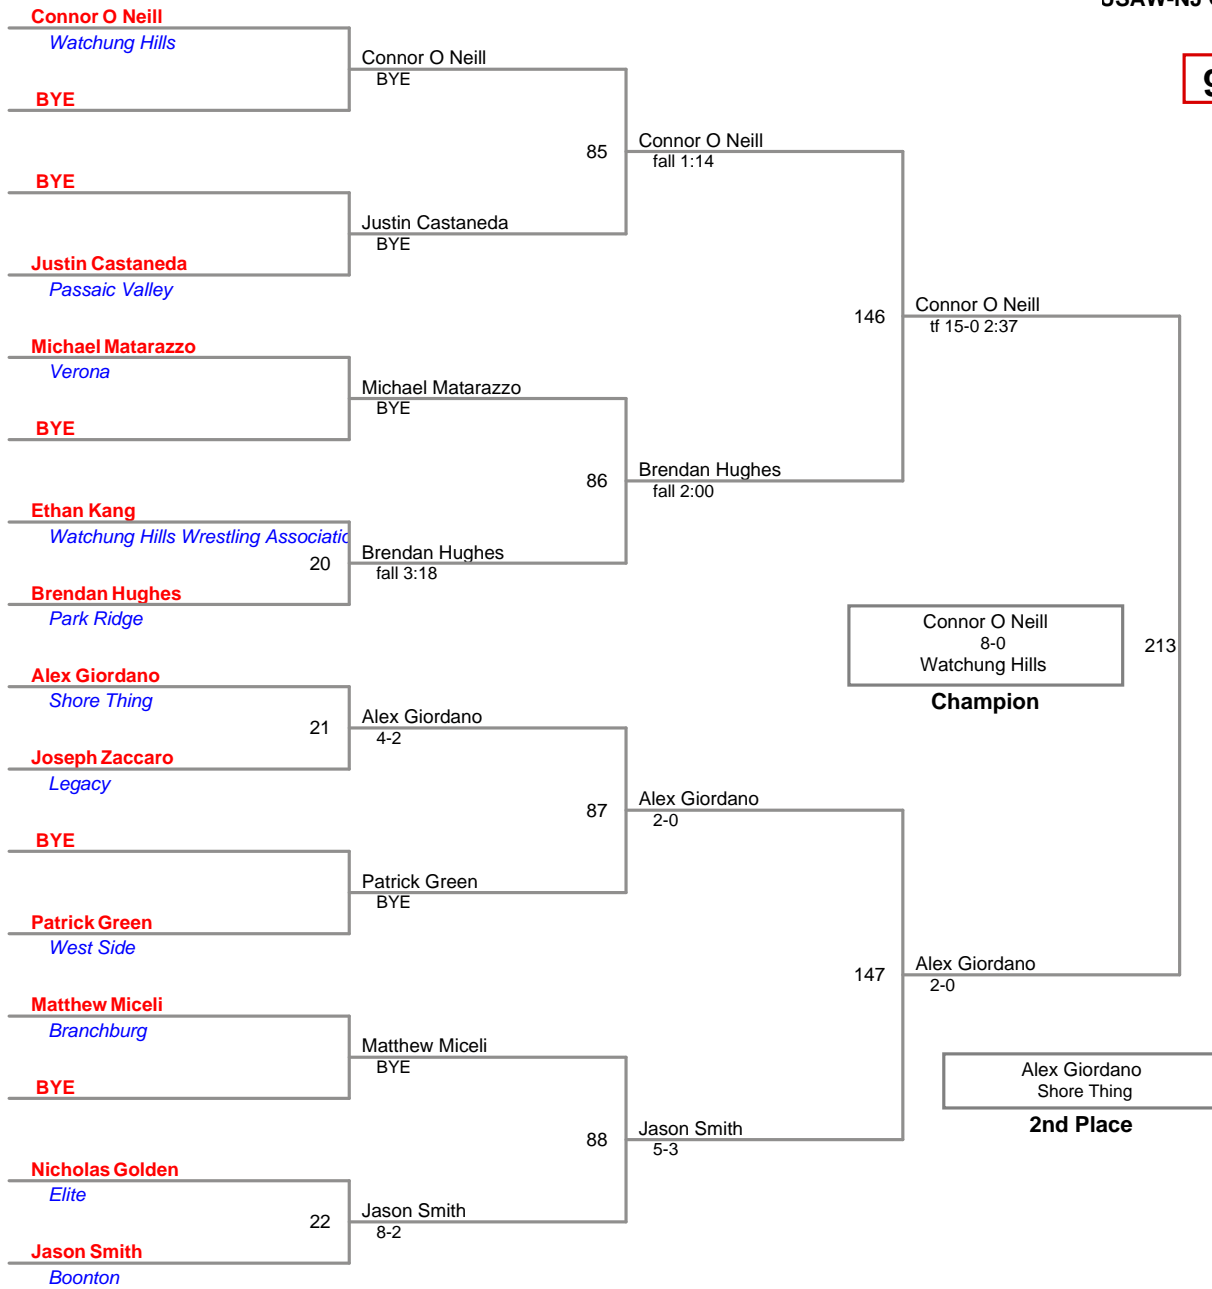 Connor O Neill
Watchung Hills
BYE
BYE
Justin Castaneda
Passaic Valley
Michael Matarazzo
Verona
BYE
Ethan Kang
Watchung Hills Wrestling Associatio
20
Brendan Hughes
Park Ridge
Alex Giordano
Shore Thing
21
Joseph Zaccaro
Legacy
BYE
Patrick Green
West Side
Matthew Miceli
Branchburg
BYE
Nicholas Golden
Elite
22
Jason Smith
Boonton
Connor O Neill
BYE
85
Justin Castaneda
BYE
Michael Matarazzo
BYE
86
Brendan Hughes
fall 3:18
Alex Giordano
4-2
87
Patrick Green
BYE
Matthew Miceli
BYE
88
Jason Smith
8-2
Connor O Neill
fall 1:14
146
Brendan Hughes
fall 2:00
Alex Giordano
2-0
147
Jason Smith
5-3
Connor O Neill
tf 15-0 2:37
213
Alex Giordano
2-0
Connor O Neill
8-0
Watchung Hills
Champion
Alex Giordano
Shore Thing
2nd Place
USAW-NJ